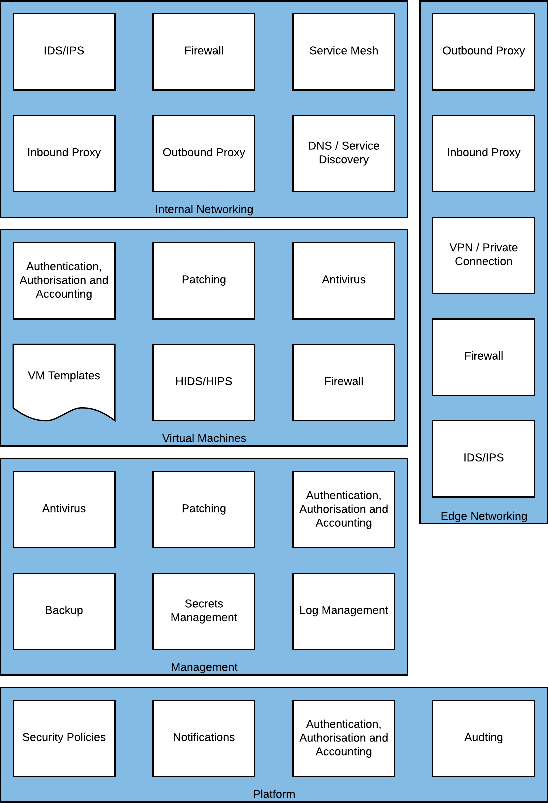 IDS/IPS
Firewall
Service Mesh
Inbound Proxy
Outbound Proxy
DNS / Service
Discovery
Internal Networking
Authentication,
Authorisation and
Accounting
Patching
Antivirus
VM Templates
HIDS/HIPS
Firewall
Virtual Machines
Antivirus
Patching
Authentication,
Authorisation and
Accounting
Backup
Secrets
Management
Log Management
Management
Outbound Proxy
Inbound Proxy
VPN / Private
Connection
Firewall
IDS/IPS
Edge Networking
Security Policies
Notifications
Authentication,
Authorisation and
Accounting
Audting
Platform